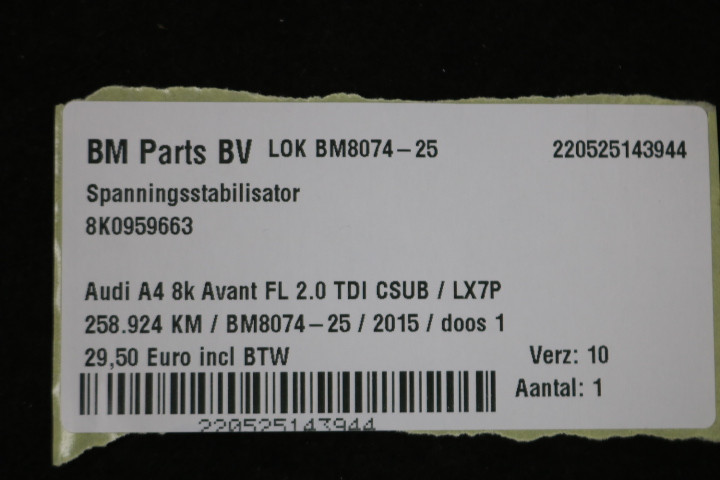 BM Parts BV LOK BM8074-25 220525143944
Spanningsstabilisator
8K0959663
Audi A4 8k Avant FL 2.0 TDI CSUB / LX7P
258.924 KM / BM8074-25 / 2015 / doos 1
29,50 Euro incl BTW Verz: 10
Aantal: 1
220525143944